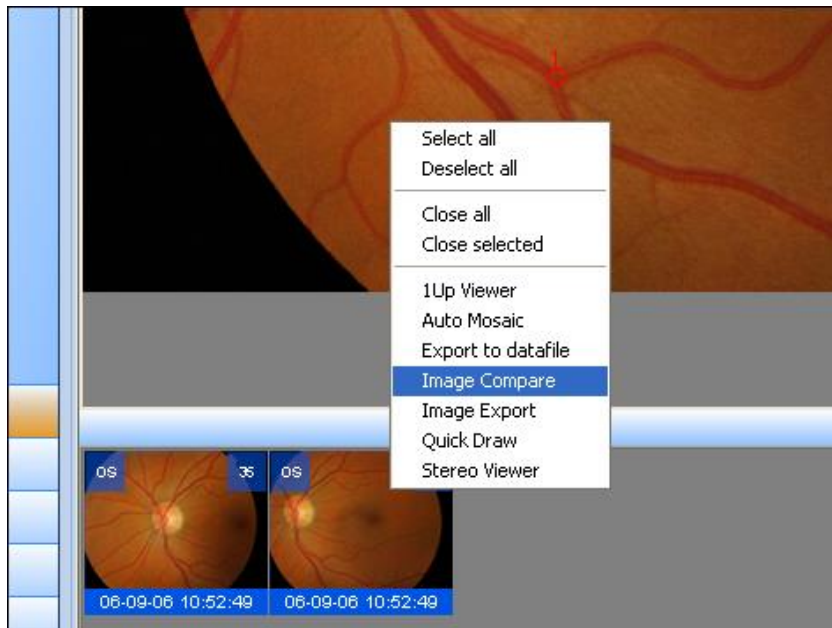 Select all
Deselect all
Close all
Close selected
1Up Viewer
Auto Mosaic
Export to datafile
Image Compare
Image Export
Quick Draw
Stereo Viewer
OS
OS
06-09-06 10:52:49
06-09-06 10:52:49